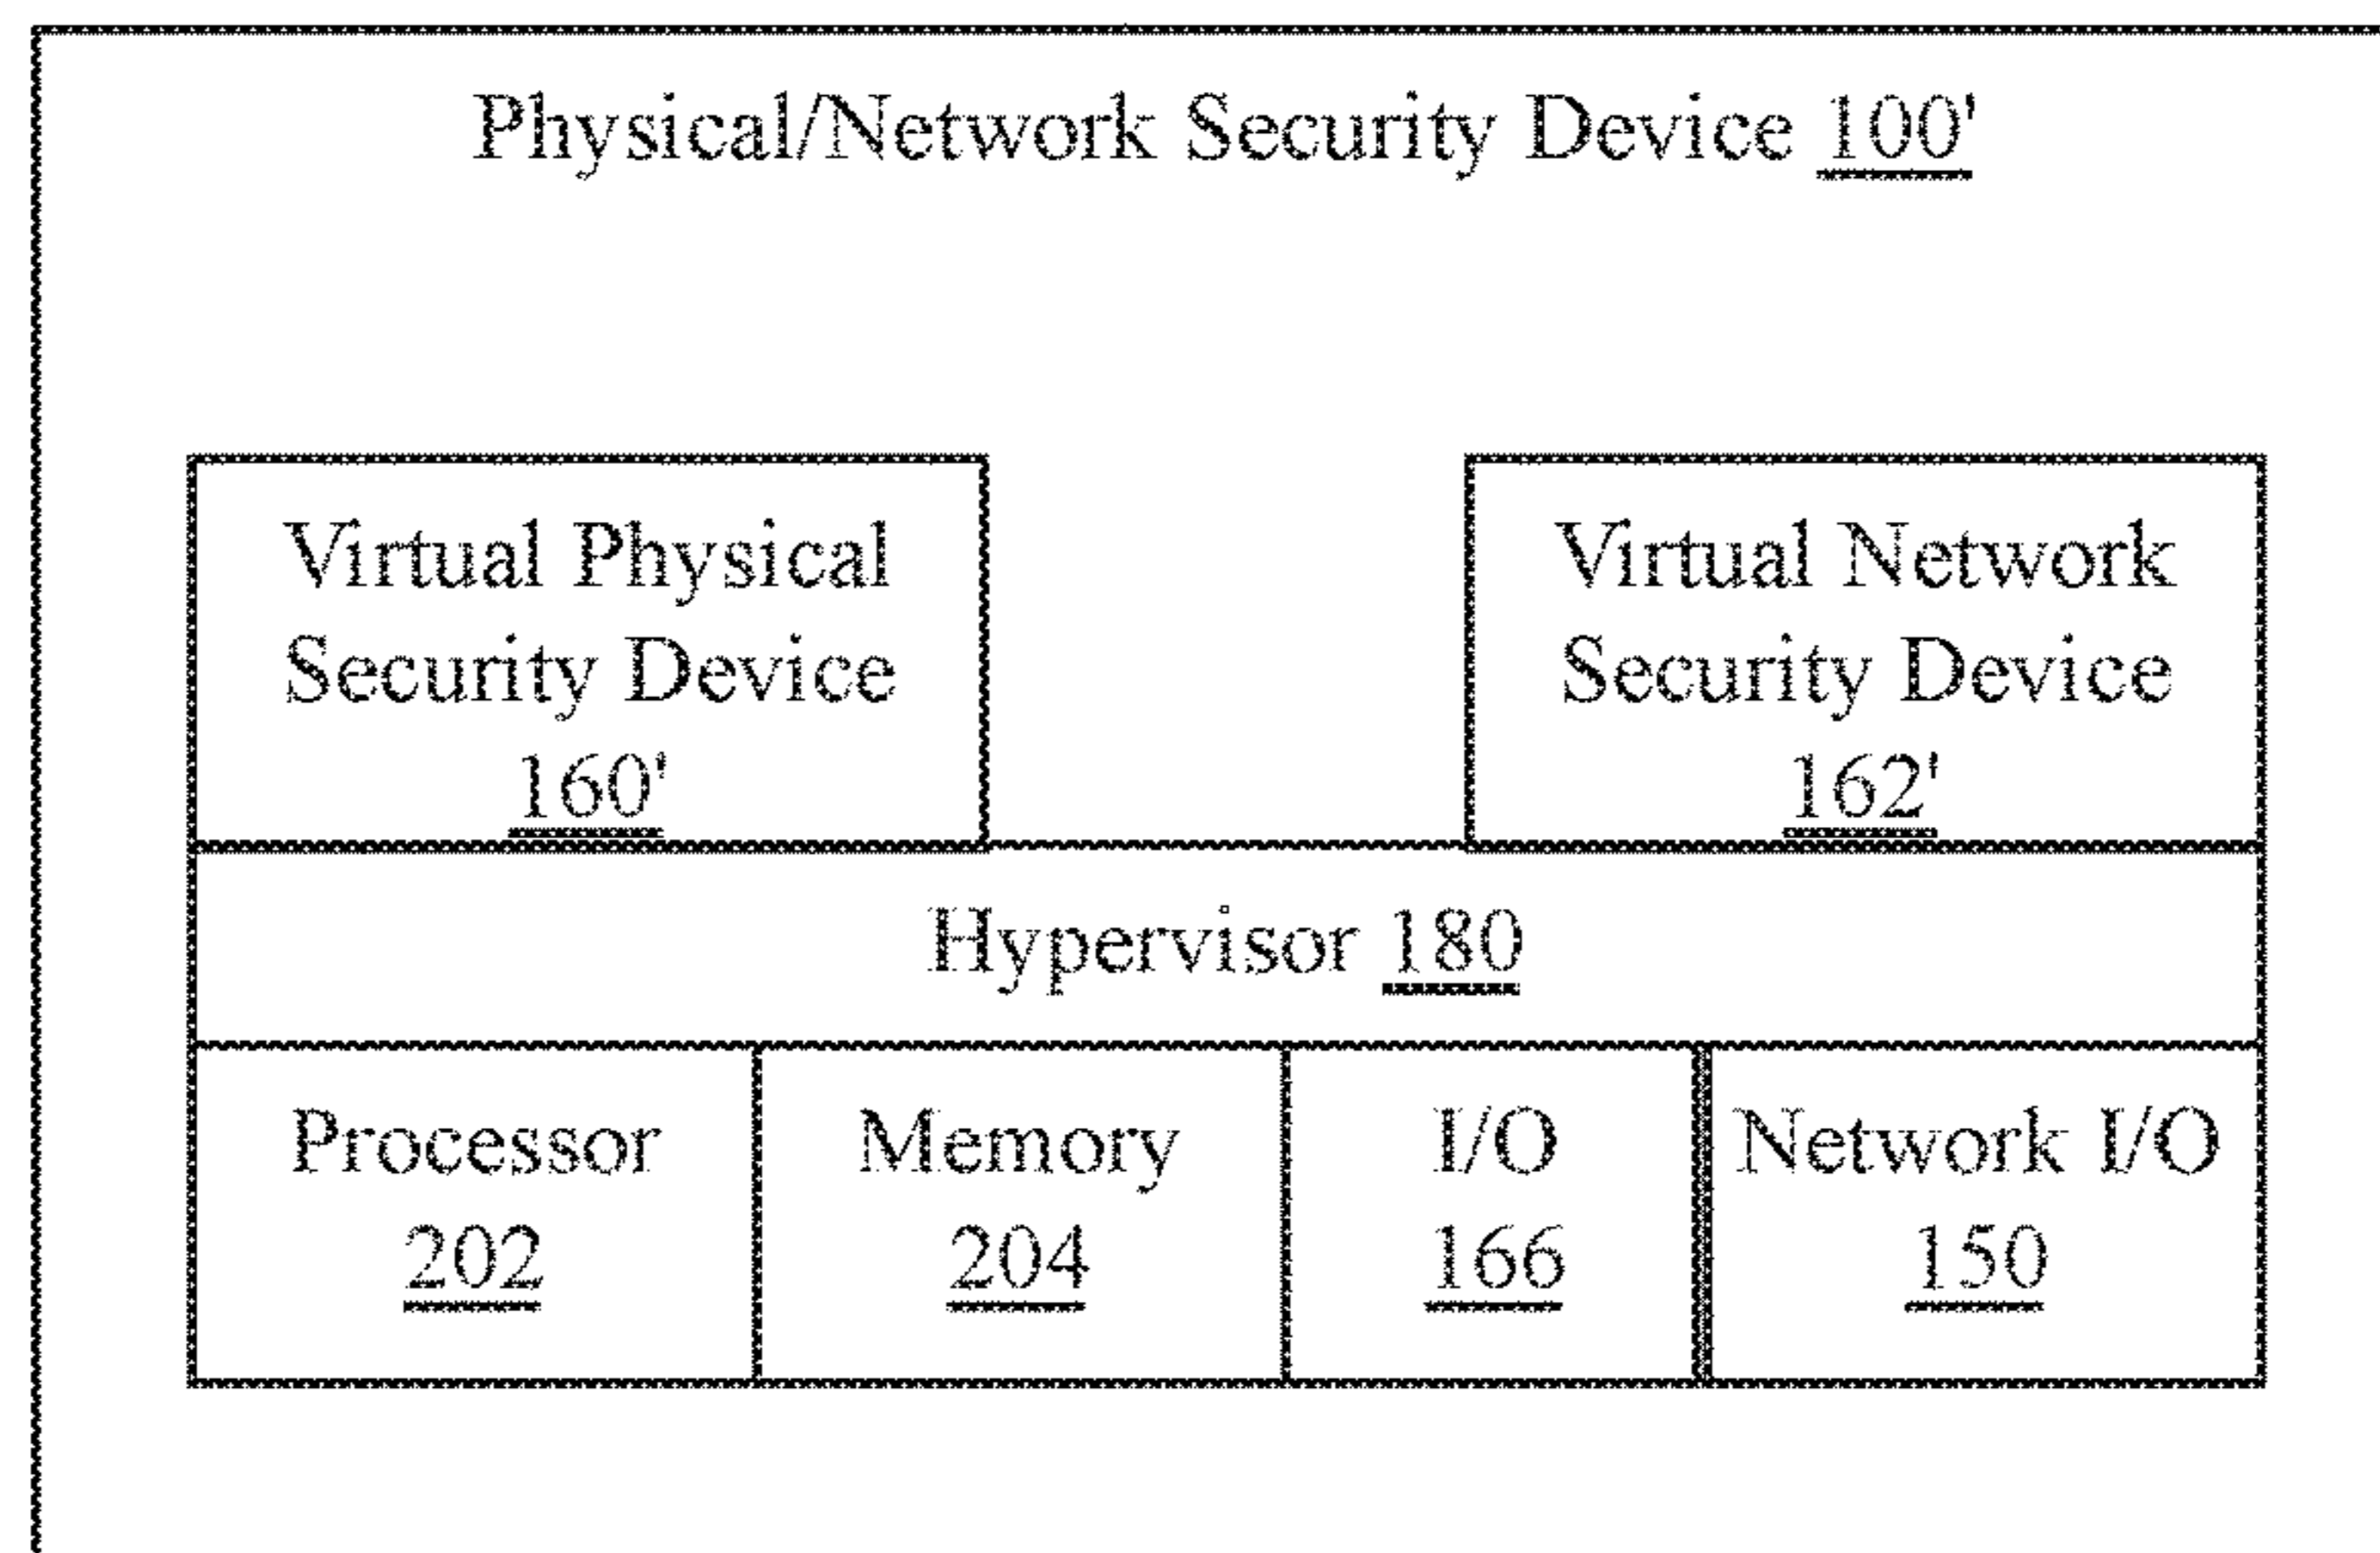 Physical/Network Security Device 100'
Virtual Physical
Security Device
160'
Virtual Network
Security Device
162'
Hypervisor 180
Processor
202
Memory
204
I/O
166
Network I/O
150